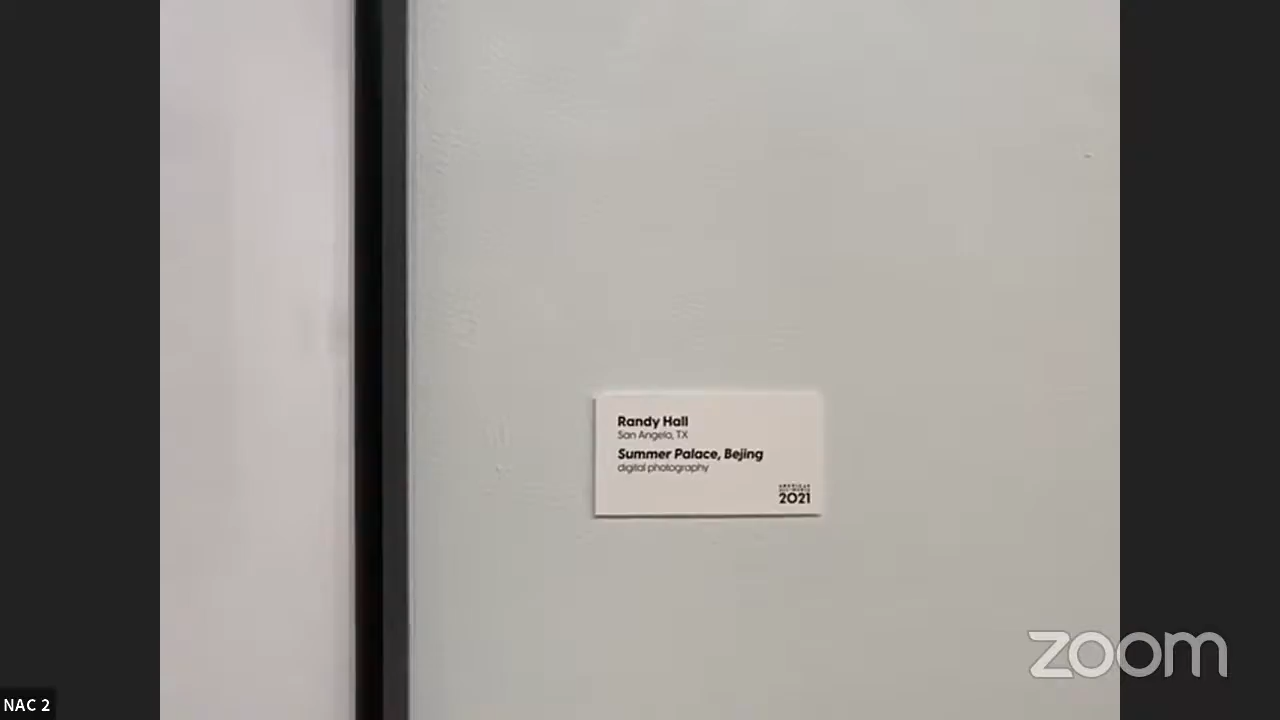 Randy Hall
San Angelo, TX
Summer Palace, Bejing
digital photography
2021
zoom
NAC 2